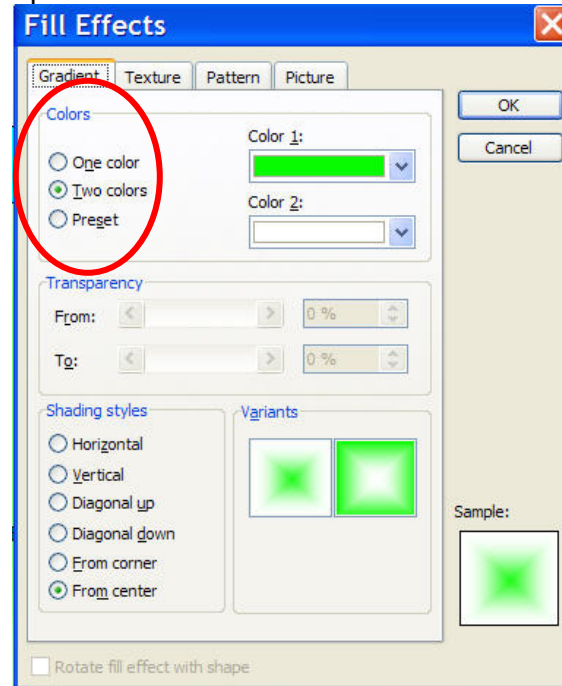 Fill Effects
Gradient Texture Pattern Picture
OK
Cancel
Colors
One color
Two colors
Preset
Color 1:
Color 2:
Transparency
From: 0 %
To: 0 %
Shading styles
Horizontal
Vertical
Diagonal up
Diagonal down
From corner
From center
Variants
Sample:
Rotate fill effect with shape